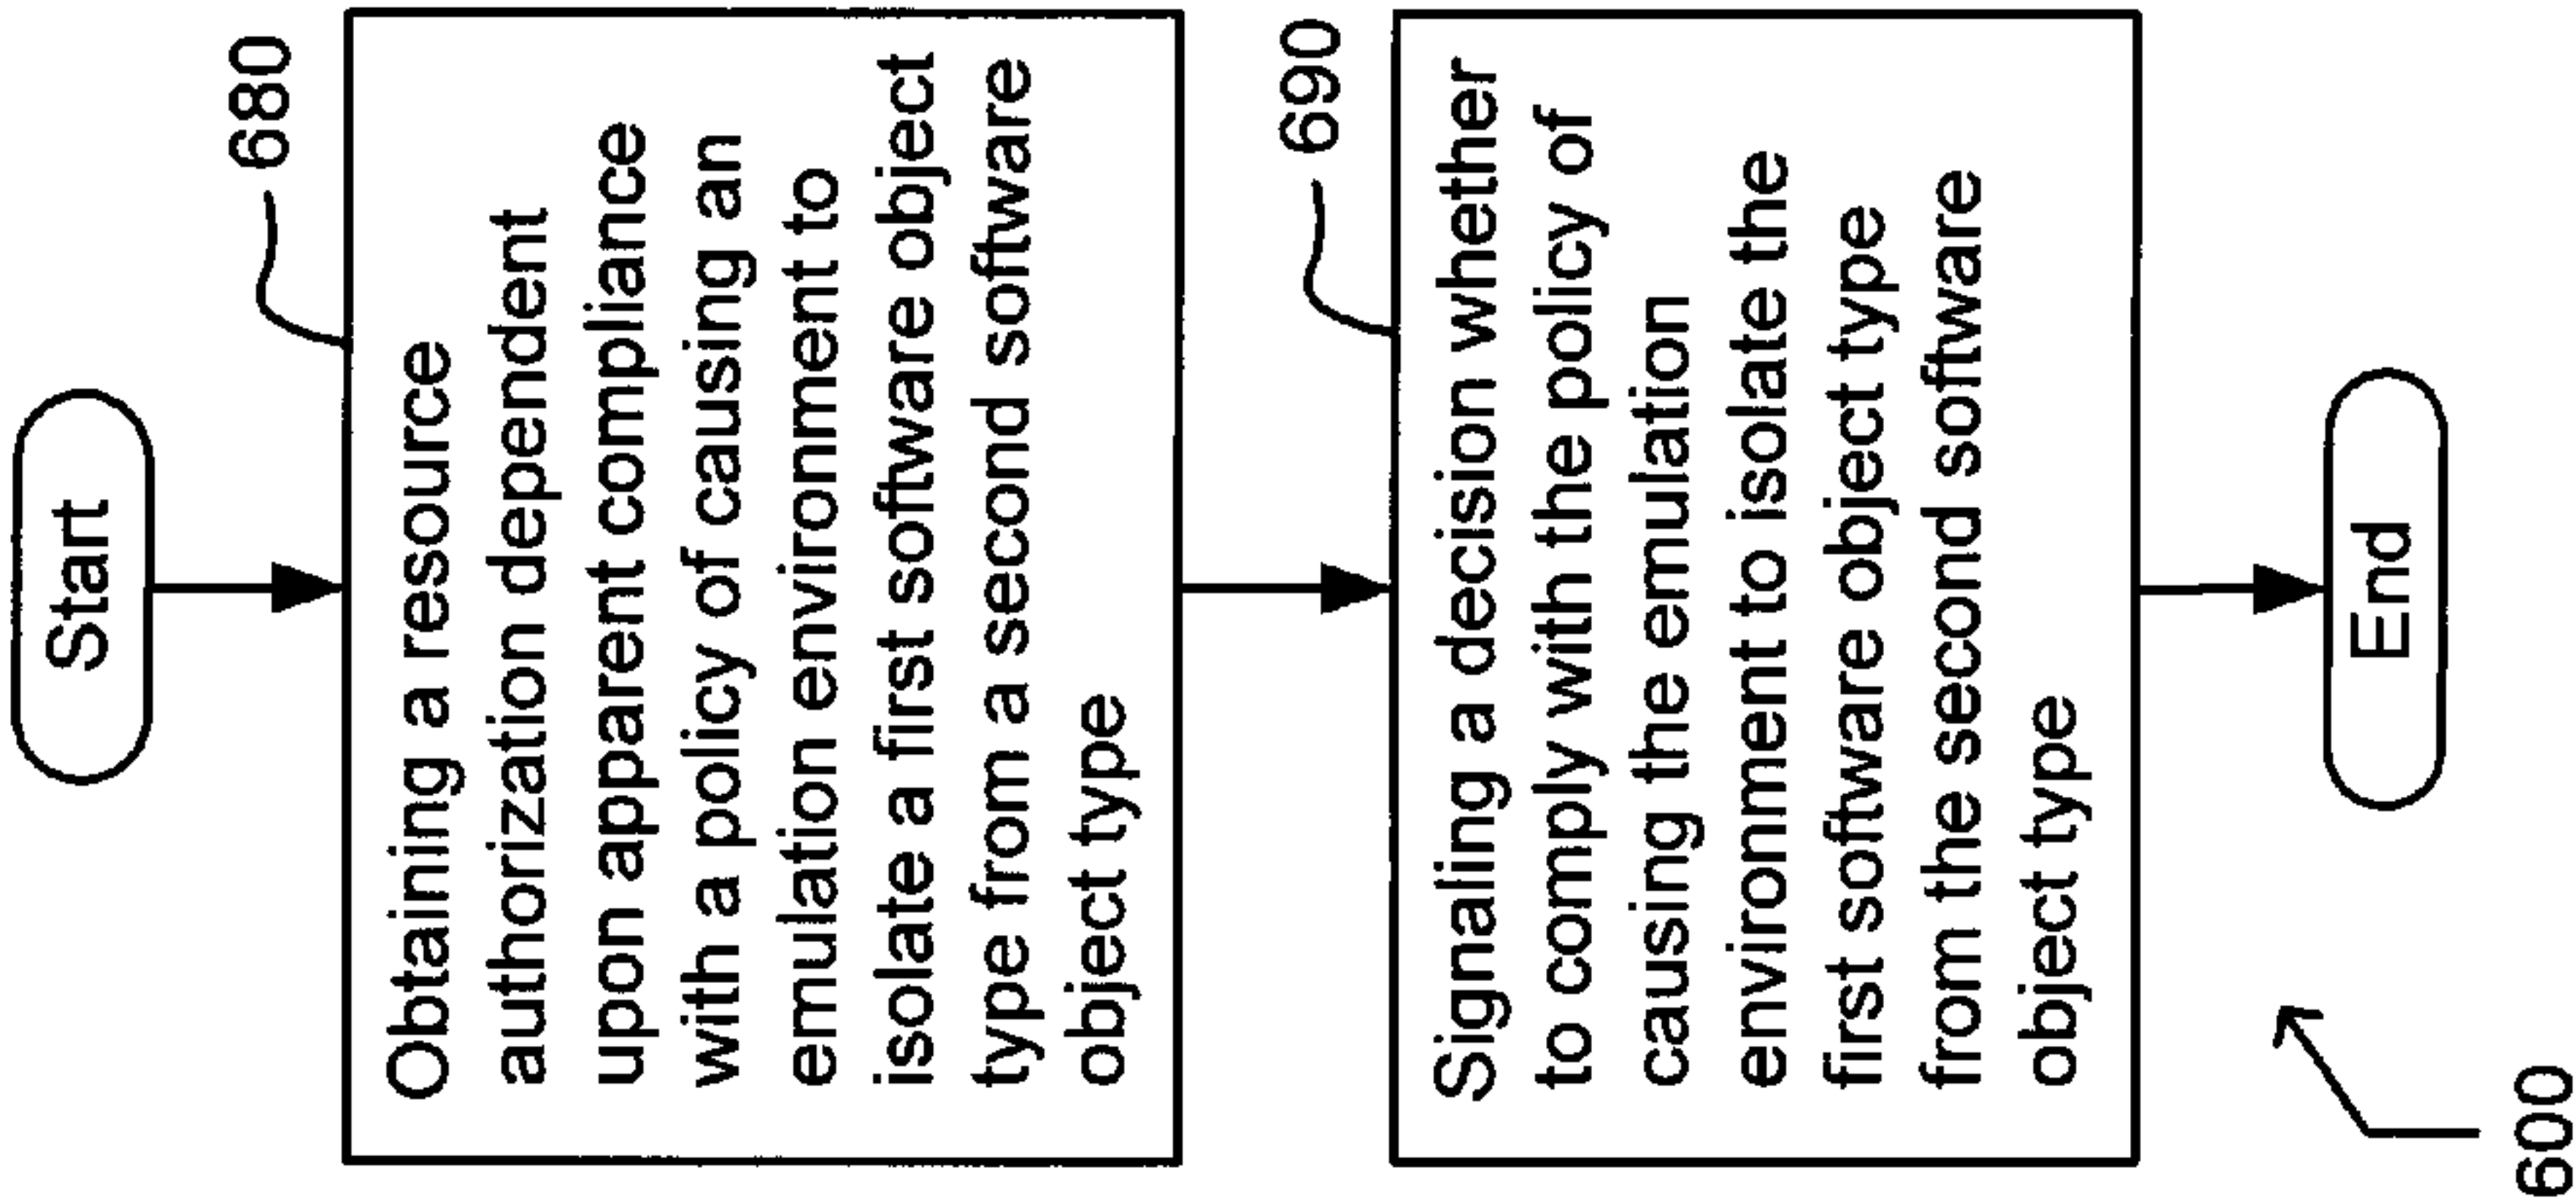 Start
680
Obtaining a resource
authorization dependent
upon apparent compliance
with a policy of causing an
emulation environment to
isolate a first software object
type from a second software
object type
690
Signaling a decision whether
to comply with the policy of
causing the emulation
environment to isolate the
first software object type
from the second software
object type
End
600